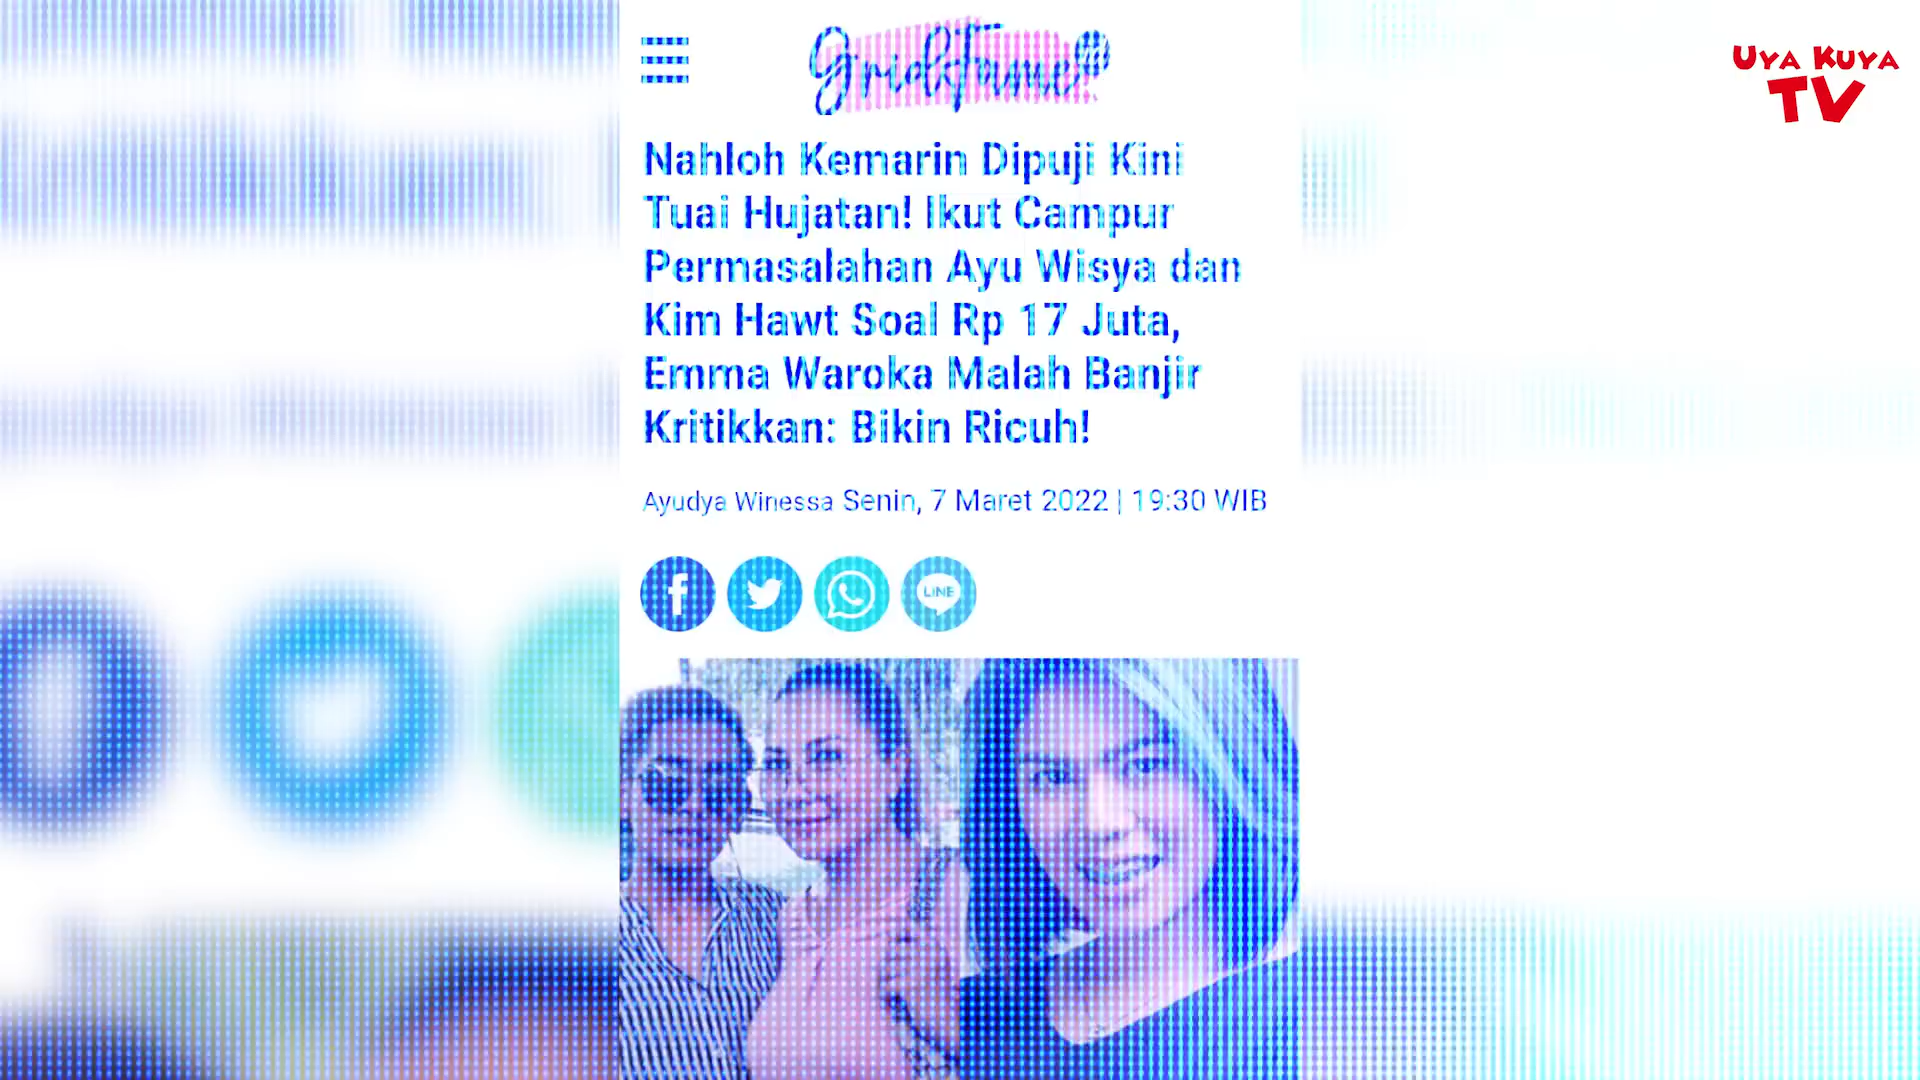 UYA KUYA
TV
GridFame
Nahloh Kemarin Dipuji Kini
Tuai Hujatan! Ikut Campur
Permasalahan Ayu Wisya dan
Kim Hawt Soal Rp 17 Juta,
Emma Waroka Malah Banjir
Kritikkan: Bikin Ricuh!
Ayudya Winessa Senin, 7 Maret 2022 | 19:30 WIB
LINE